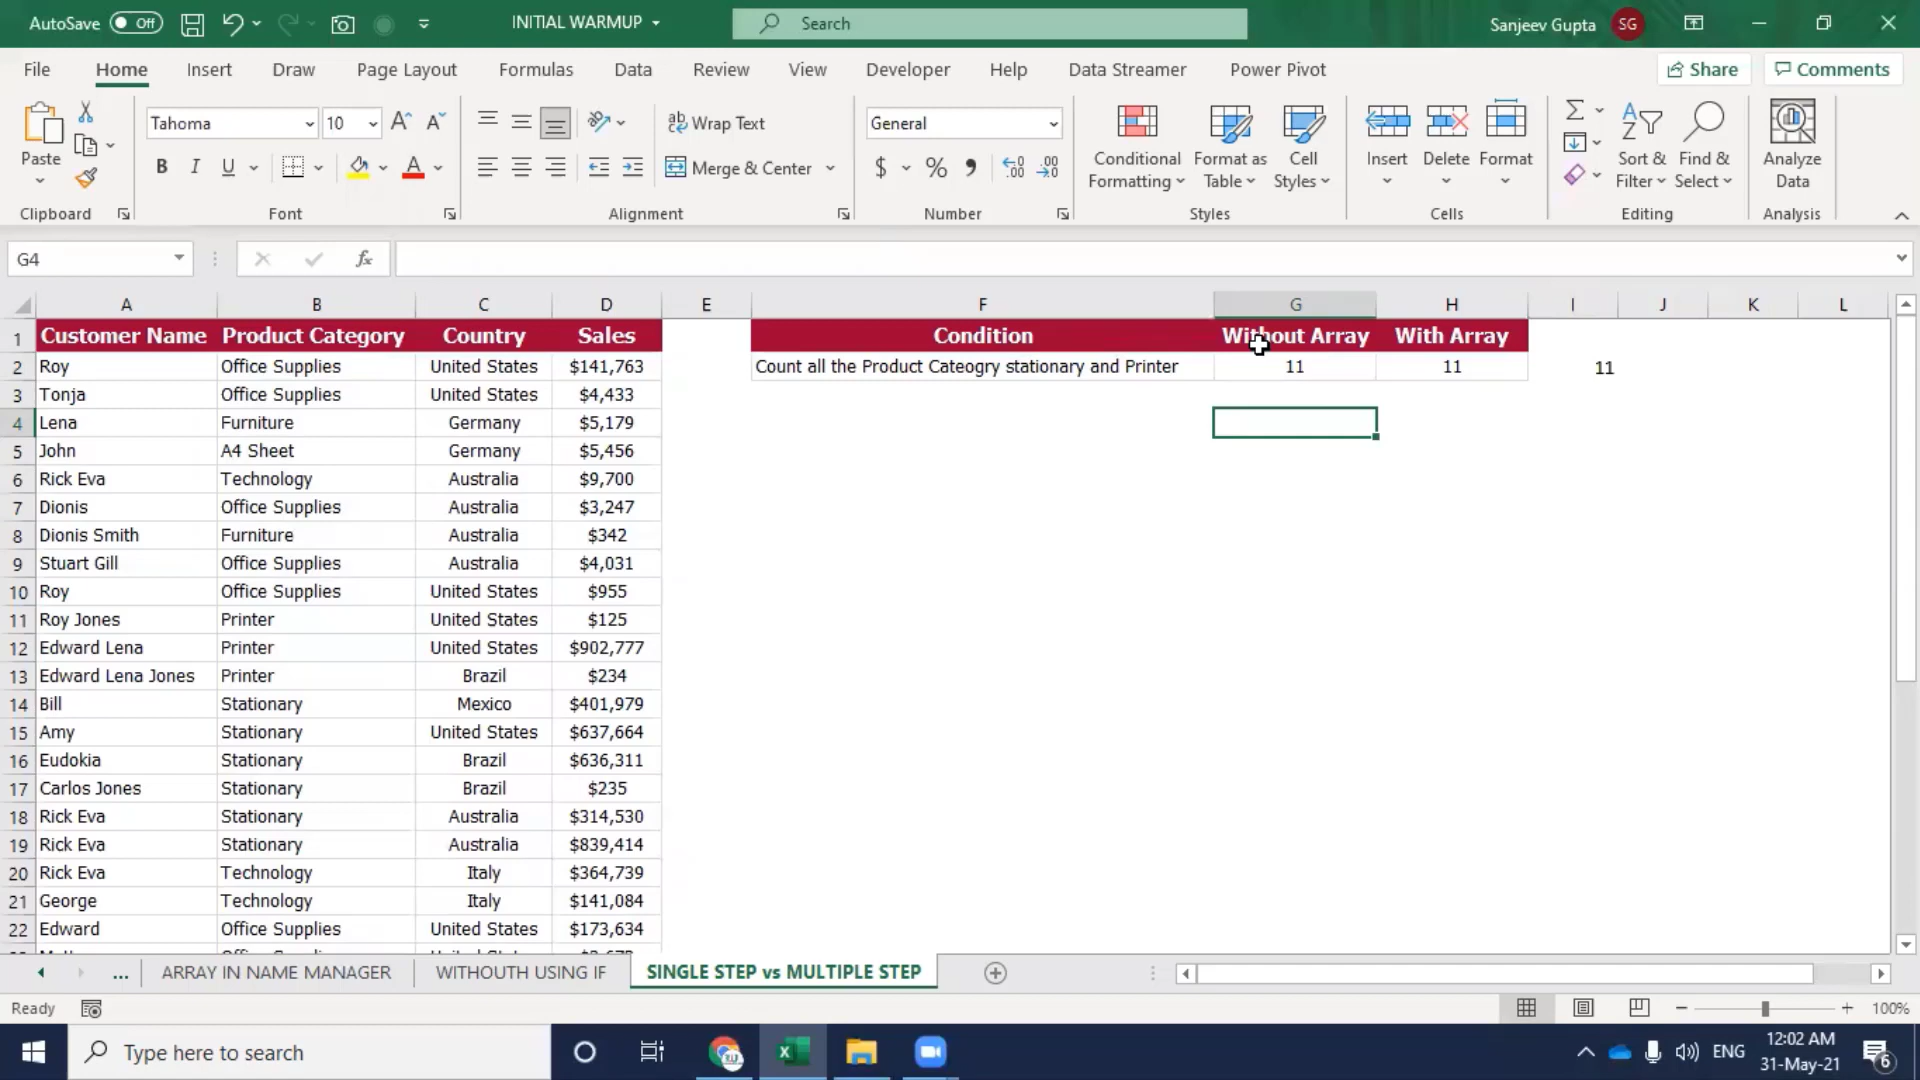 AutoSave Off INITIAL WARMUP Search Sanjeev Gupta SG
File Home Insert Draw Page Layout Formulas Data Review View Developer Help Data Streamer Power Pivot Share Comments
Paste Tahoma 10 A A ab Wrap Text General Conditional Formatting Format as Table Cell Styles Insert Delete Format Sort & Filter Find & Select Analyze Data
B I U A Merge & Center $ % 9
Clipboard Font Alignment Number Styles Cells Editing Analysis
G4 fx
A B C D E F G H I J K L
1 Customer Name Product Category Country Sales Condition Without Array With Array
2 Roy Office Supplies United States $141,763 Count all the Product Cateogry stationary and Printer 11 11 11
3 Tonja Office Supplies United States $4,433
4 Lena Furniture Germany $5,179
5 John A4 Sheet Germany $5,456
6 Rick Eva Technology Australia $9,700
7 Dionis Office Supplies Australia $3,247
8 Dionis Smith Furniture Australia $342
9 Stuart Gill Office Supplies Australia $4,031
10 Roy Office Supplies United States $955
11 Roy Jones Printer United States $125
12 Edward Lena Printer United States $902,777
13 Edward Lena Jones Printer Brazil $234
14 Bill Stationary Mexico $401,979
15 Amy Stationary United States $637,664
16 Eudokia Stationary Brazil $636,311
17 Carlos Jones Stationary Brazil $235
18 Rick Eva Stationary Australia $314,530
19 Rick Eva Stationary Australia $839,414
20 Rick Eva Technology Italy $364,739
21 George Technology Italy $141,084
22 Edward Office Supplies United States $173,634
... ARRAY IN NAME MANAGER WITHOUTH USING IF SINGLE STEP vs MULTIPLE STEP
Ready 100%
Type here to search ENG 12:02 AM
31-May-21 6